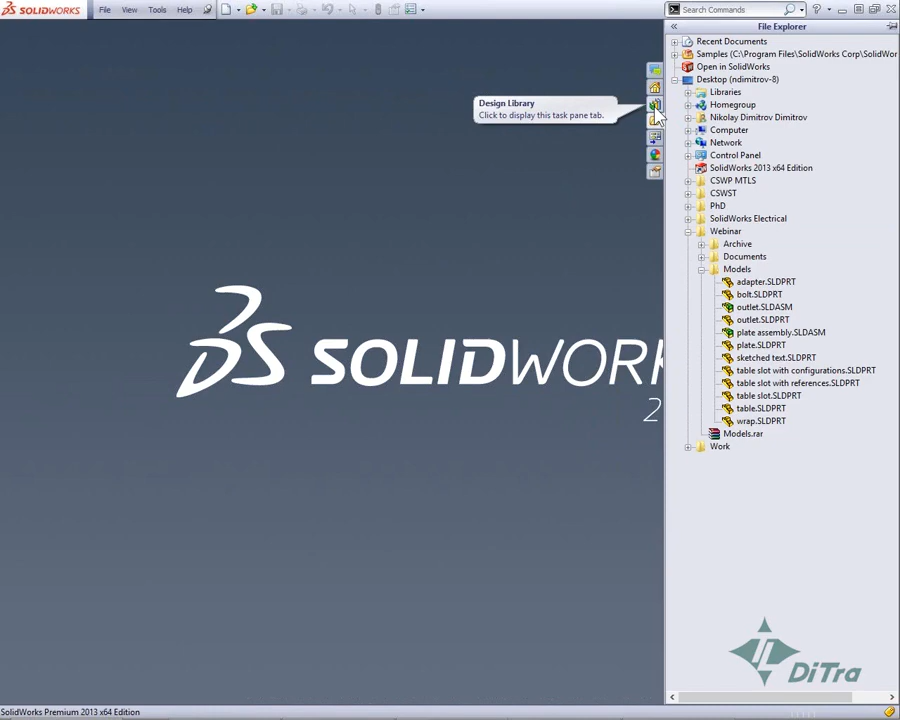 SOLIDWORKS
File View Tools Help
Search Commands
File Explorer
Recent Documents
Samples (C:\Program Files\SolidWorks Corp\SolidWor
Open in SolidWorks
Desktop (ndimitrov-8)
Libraries
Homegroup
Nikolay Dimitrov Dimitrov
Computer
Network
Control Panel
SolidWorks 2013 x64 Edition
CSWP MTLS
CSWST
PhD
SolidWorks Electrical
Webinar
Archive
Documents
Models
adapter.SLDPRT
bolt.SLDPRT
outlet.SLDASM
outlet.SLDPRT
plate assembly.SLDASM
plate.SLDPRT
sketched text.SLDPRT
table slot with configurations.SLDPRT
table slot with references.SLDPRT
table slot.SLDPRT
table.SLDPRT
wrap.SLDPRT
Models.rar
Work
Design Library
Click to display this task pane tab.
SOLIDWORK
2
DiTra
SolidWorks Premium 2013 x64 Edition